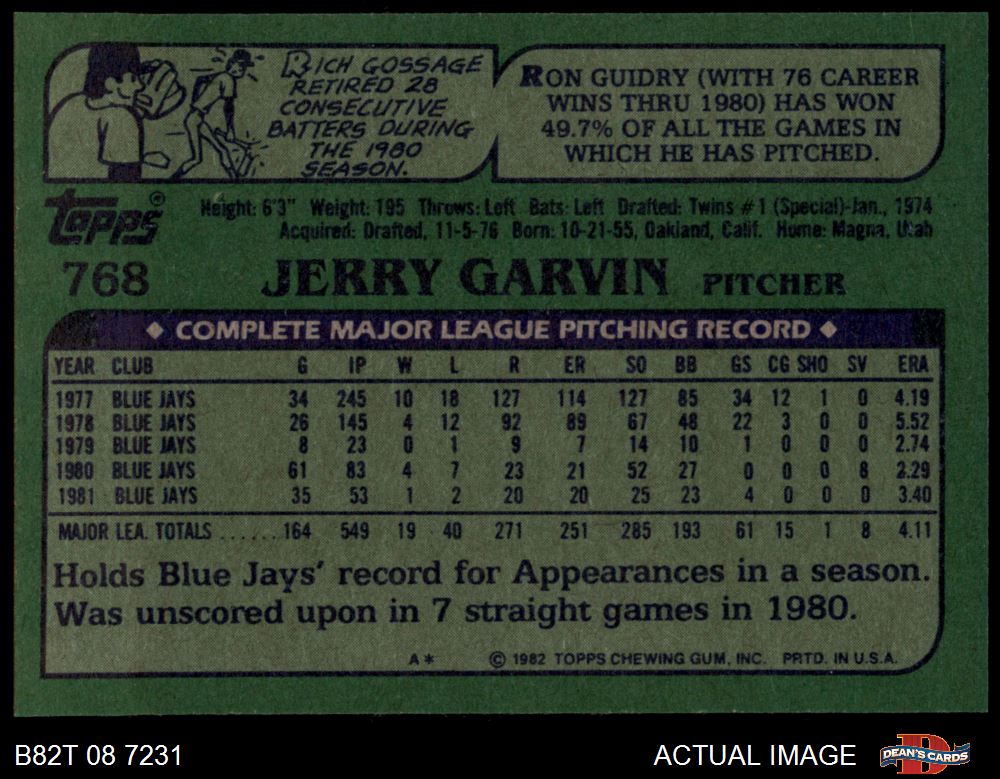 RICH GOSSAGE
RETIRED 28
CONSECUTIVE
BATTERS DURING
THE 1980
SEASON.
RON GUIDRY (WITH 76 CAREER
WINS THRU 1980) HAS WON
49.7% OF ALL THE GAMES IN
WHICH HE HAS PITCHED.
topps®
Height: 6'3" Weight: 195 Throws: Left Bats: Left Drafted: Twins #1 (Special)-Jan., 1974
Acquired: Drafted, 11-5-76 Born: 10-21-55, Oakland, Calif. Home: Magna, Utah
768 JERRY GARVIN PITCHER
◆ COMPLETE MAJOR LEAGUE PITCHING RECORD ◆
YEAR CLUB G IP W L R ER SO BB GS CG SHO SV ERA
1977 BLUE JAYS 34 245 10 18 127 114 127 85 34 12 1 0 4.19
1978 BLUE JAYS 26 145 4 12 92 89 67 48 22 3 0 0 5.52
1979 BLUE JAYS 8 23 0 1 9 7 14 10 1 0 0 0 2.74
1980 BLUE JAYS 61 83 4 7 23 21 52 27 0 0 0 8 2.29
1981 BLUE JAYS 35 53 1 2 20 20 25 23 4 0 0 0 3.40
MAJOR LEA. TOTALS ...... 164 549 19 40 271 251 285 193 61 15 1 8 4.11
Holds Blue Jays' record for Appearances in a season.
Was unscored upon in 7 straight games in 1980.
A* © 1982 TOPPS CHEWING GUM, INC. PRTD. IN U.S.A.
B82T 08 7231 ACTUAL IMAGE DEAN'S CARDS